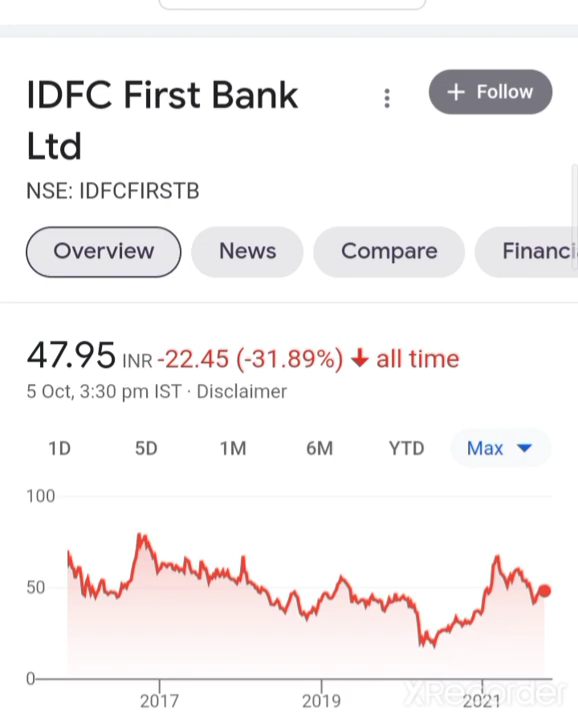 IDFC First Bank
Ltd
+ Follow
NSE: IDFCFIRSTB
Overview
News
Compare
Financi
47.95 INR -22.45 (-31.89%) ↓ all time
5 Oct, 3:30 pm IST · Disclaimer
1D 5D 1M 6M YTD Max
100
50
0
2017 2019 2021
XRecorder